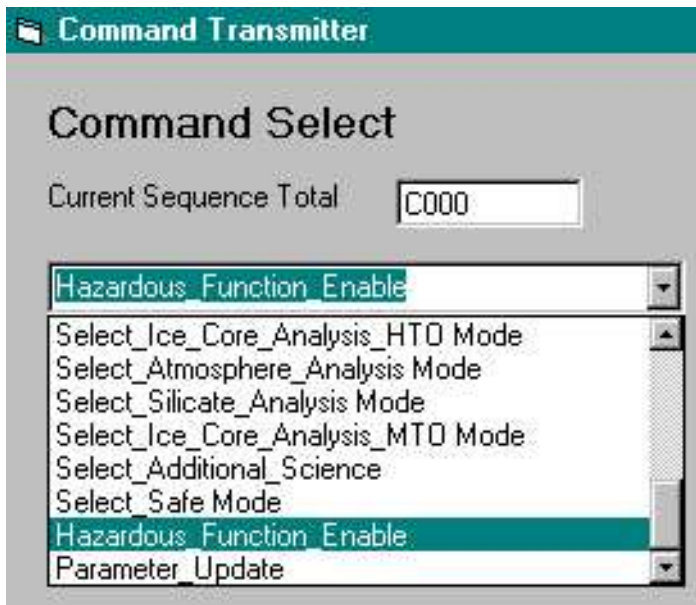 Command Transmitter
Command Select
Current Sequence Total C000
Hazardous_Function_Enable
Select_Ice_Core_Analysis_HTO Mode
Select_Atmosphere_Analysis Mode
Select_Silicate_Analysis Mode
Select_Ice_Core_Analysis_MTO Mode
Select_Additional_Science
Select_Safe Mode
Hazardous_Function_Enable
Parameter_Update